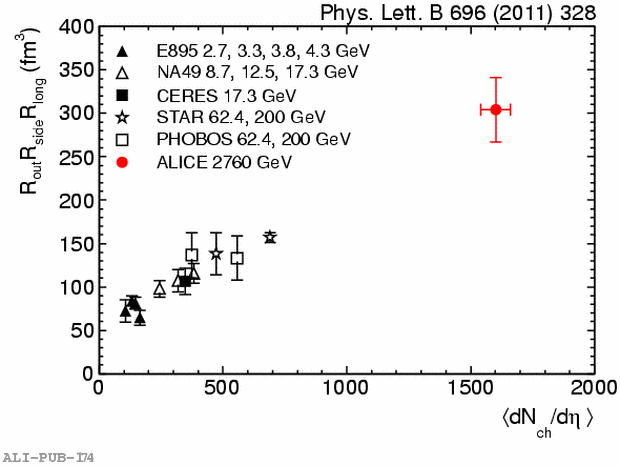 Phys. Lett. B 696 (2011) 328
R_out R_side R_long (fm³)
400
350
300
250
200
150
100
50
0
E895 2.7, 3.3, 3.8, 4.3 GeV
NA49 8.7, 12.5, 17.3 GeV
CERES 17.3 GeV
STAR 62.4, 200 GeV
PHOBOS 62.4, 200 GeV
ALICE 2760 GeV
0 500 1000 1500 2000
⟨dN_ch/dη⟩
ALI-PUB-174